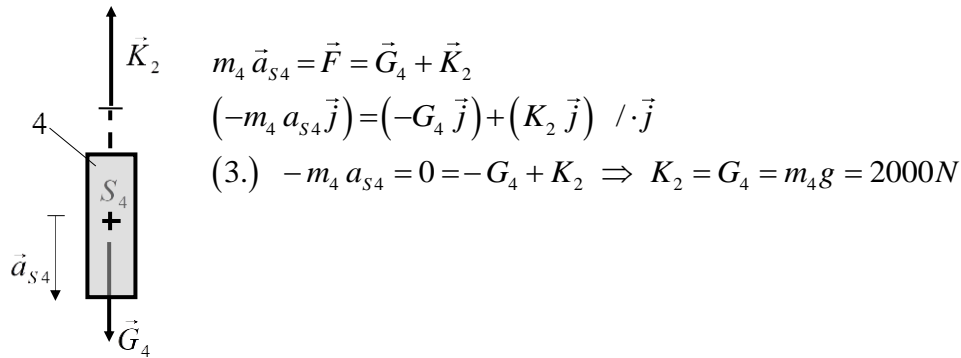 K⃗₂
m₄ a⃗_S4 = F⃗ = G⃗₄ + K⃗₂
(−m₄ a_S4 j⃗) = (−G₄ j⃗) + (K₂ j⃗) /· j⃗
4
(3.) −m₄ a_S4 = 0 = −G₄ + K₂ ⇒ K₂ = G₄ = m₄g = 2000N
S₄
a⃗_S4
G⃗₄